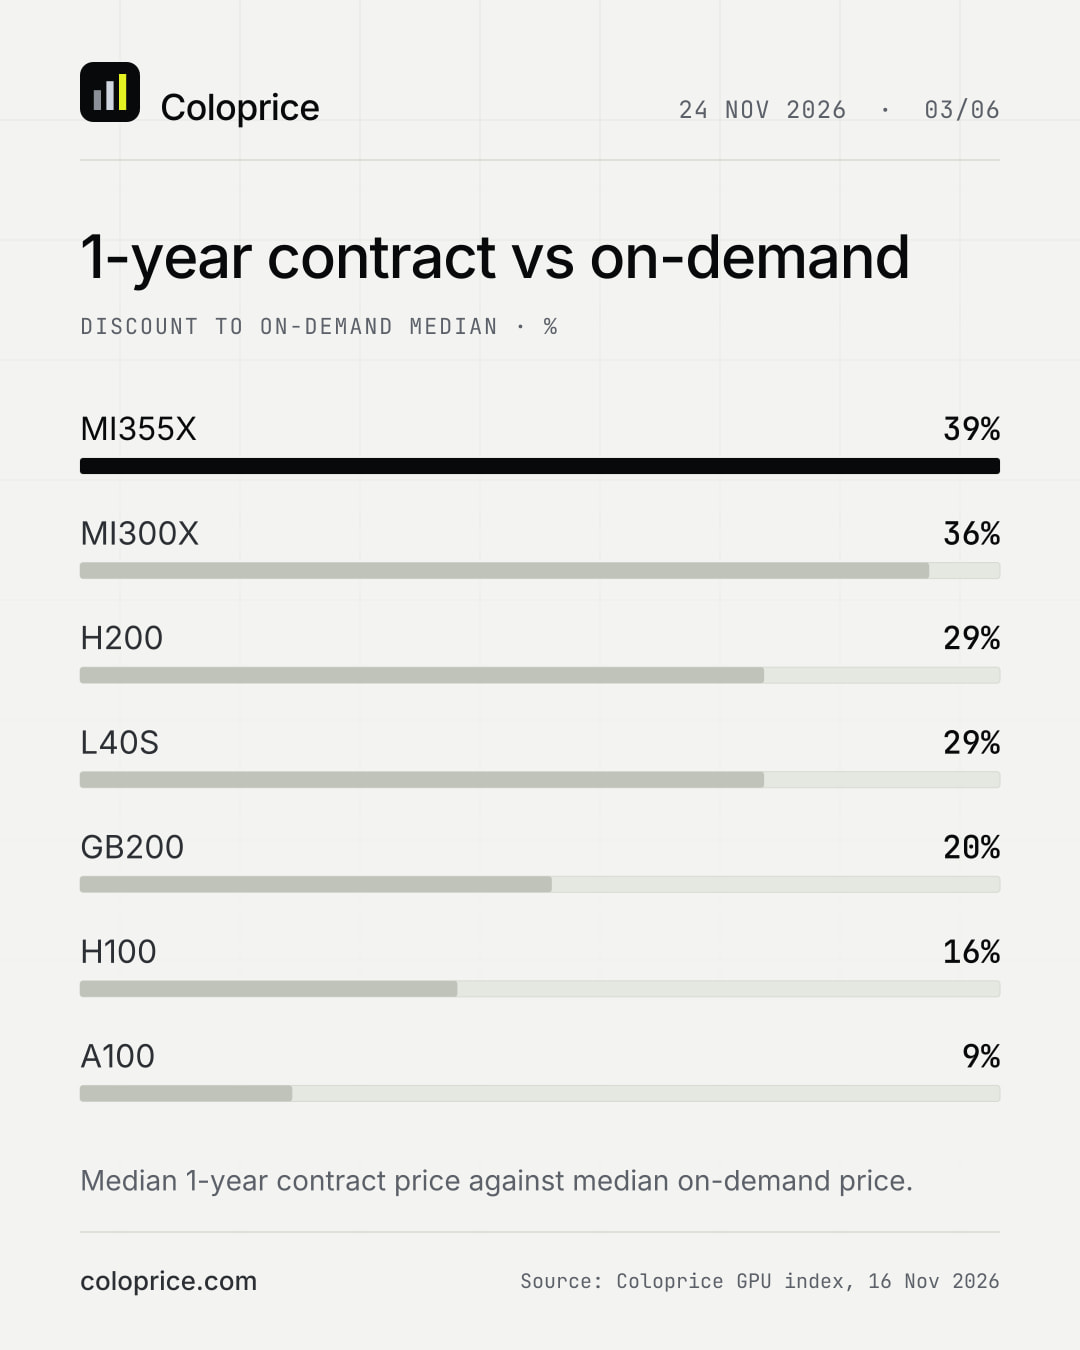 Coloprice
24 NOV 2026 · 03/06
1-year contract vs on-demand
DISCOUNT TO ON-DEMAND MEDIAN · %
MI355X 39%
MI300X 36%
H200 29%
L40S 29%
GB200 20%
H100 16%
A100 9%
Median 1-year contract price against median on-demand price.
coloprice.com
Source: Coloprice GPU index, 16 Nov 2026